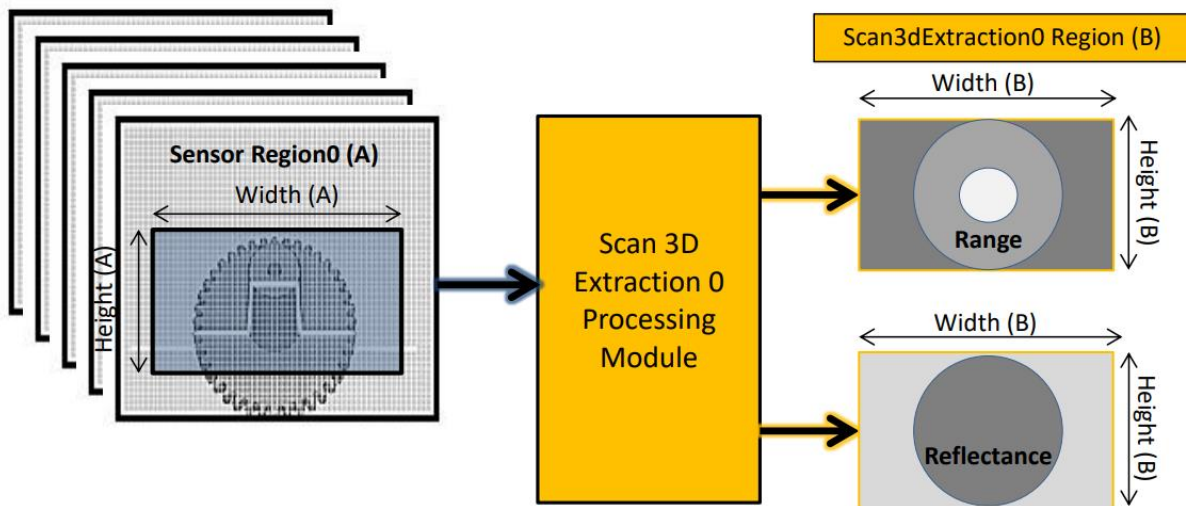 Sensor Region0 (A)
Width (A)
Height (A)
Scan 3D
Extraction 0
Processing
Module
Scan3dExtraction0 Region (B)
Width (B)
Height (B)
Range
Width (B)
Height (B)
Reflectance